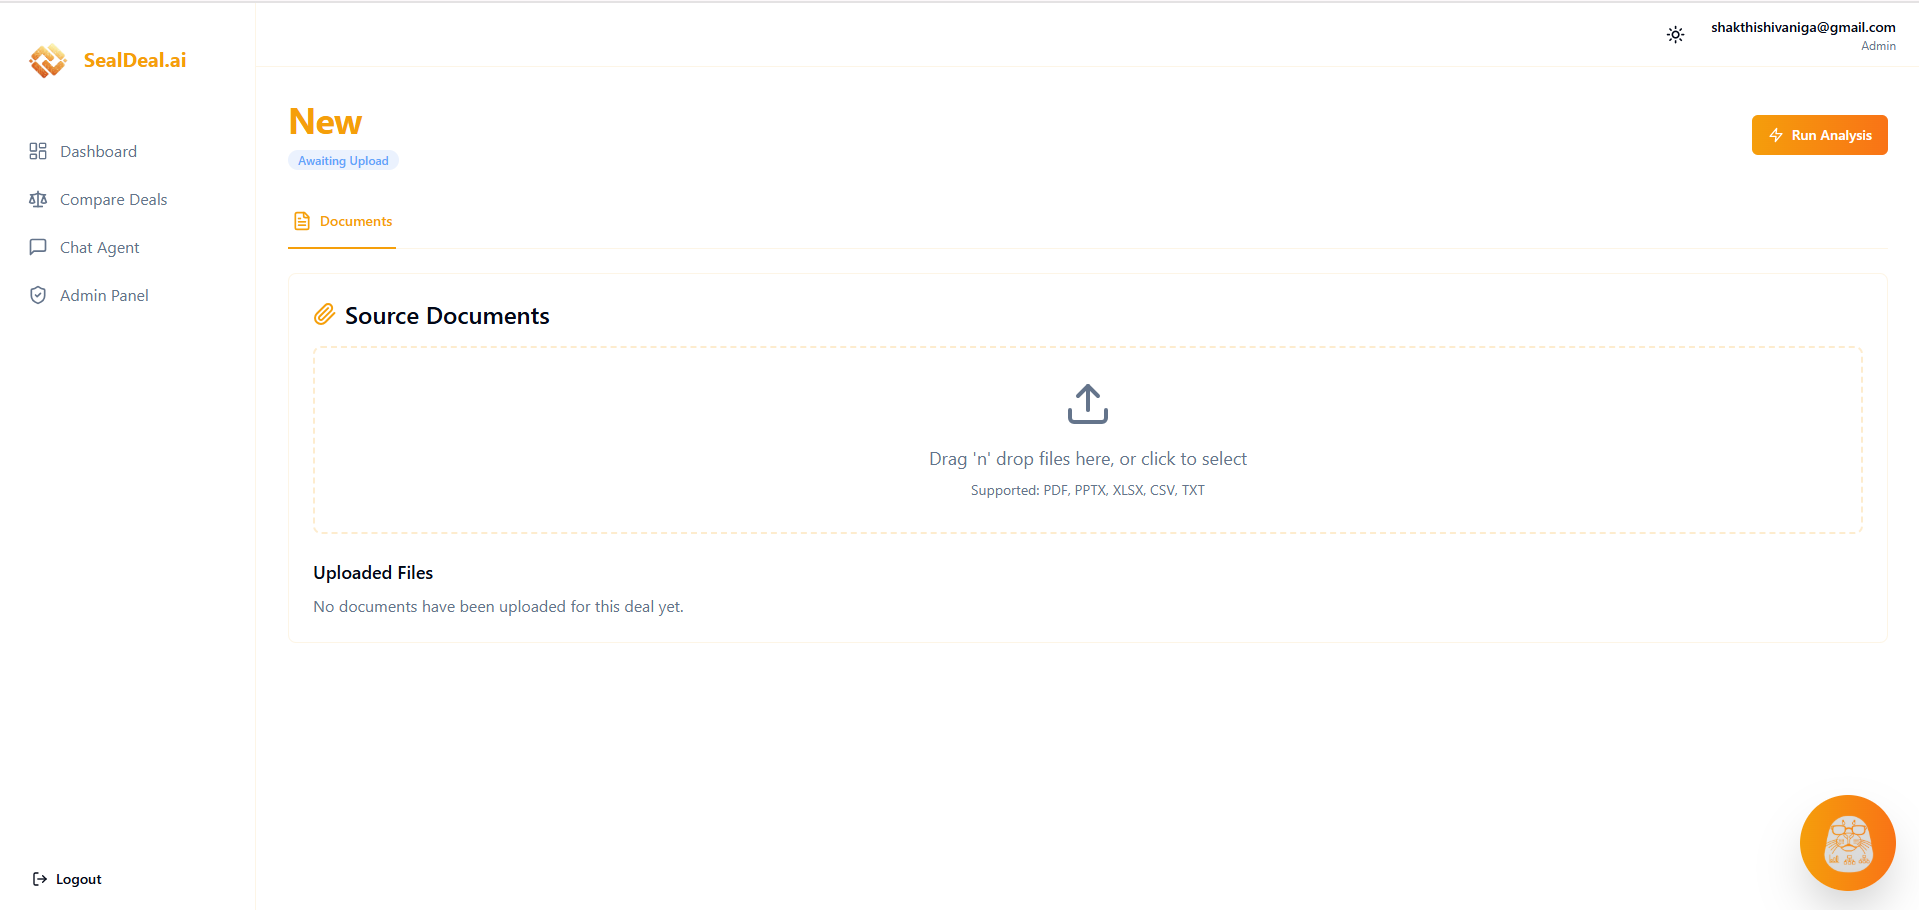 SealDeal.ai
shakthishivaniga@gmail.com
Admin
Dashboard
Compare Deals
Chat Agent
Admin Panel
Logout
New
Awaiting Upload
Run Analysis
Documents
Source Documents
Drag 'n' drop files here, or click to select
Supported: PDF, PPTX, XLSX, CSV, TXT
Uploaded Files
No documents have been uploaded for this deal yet.